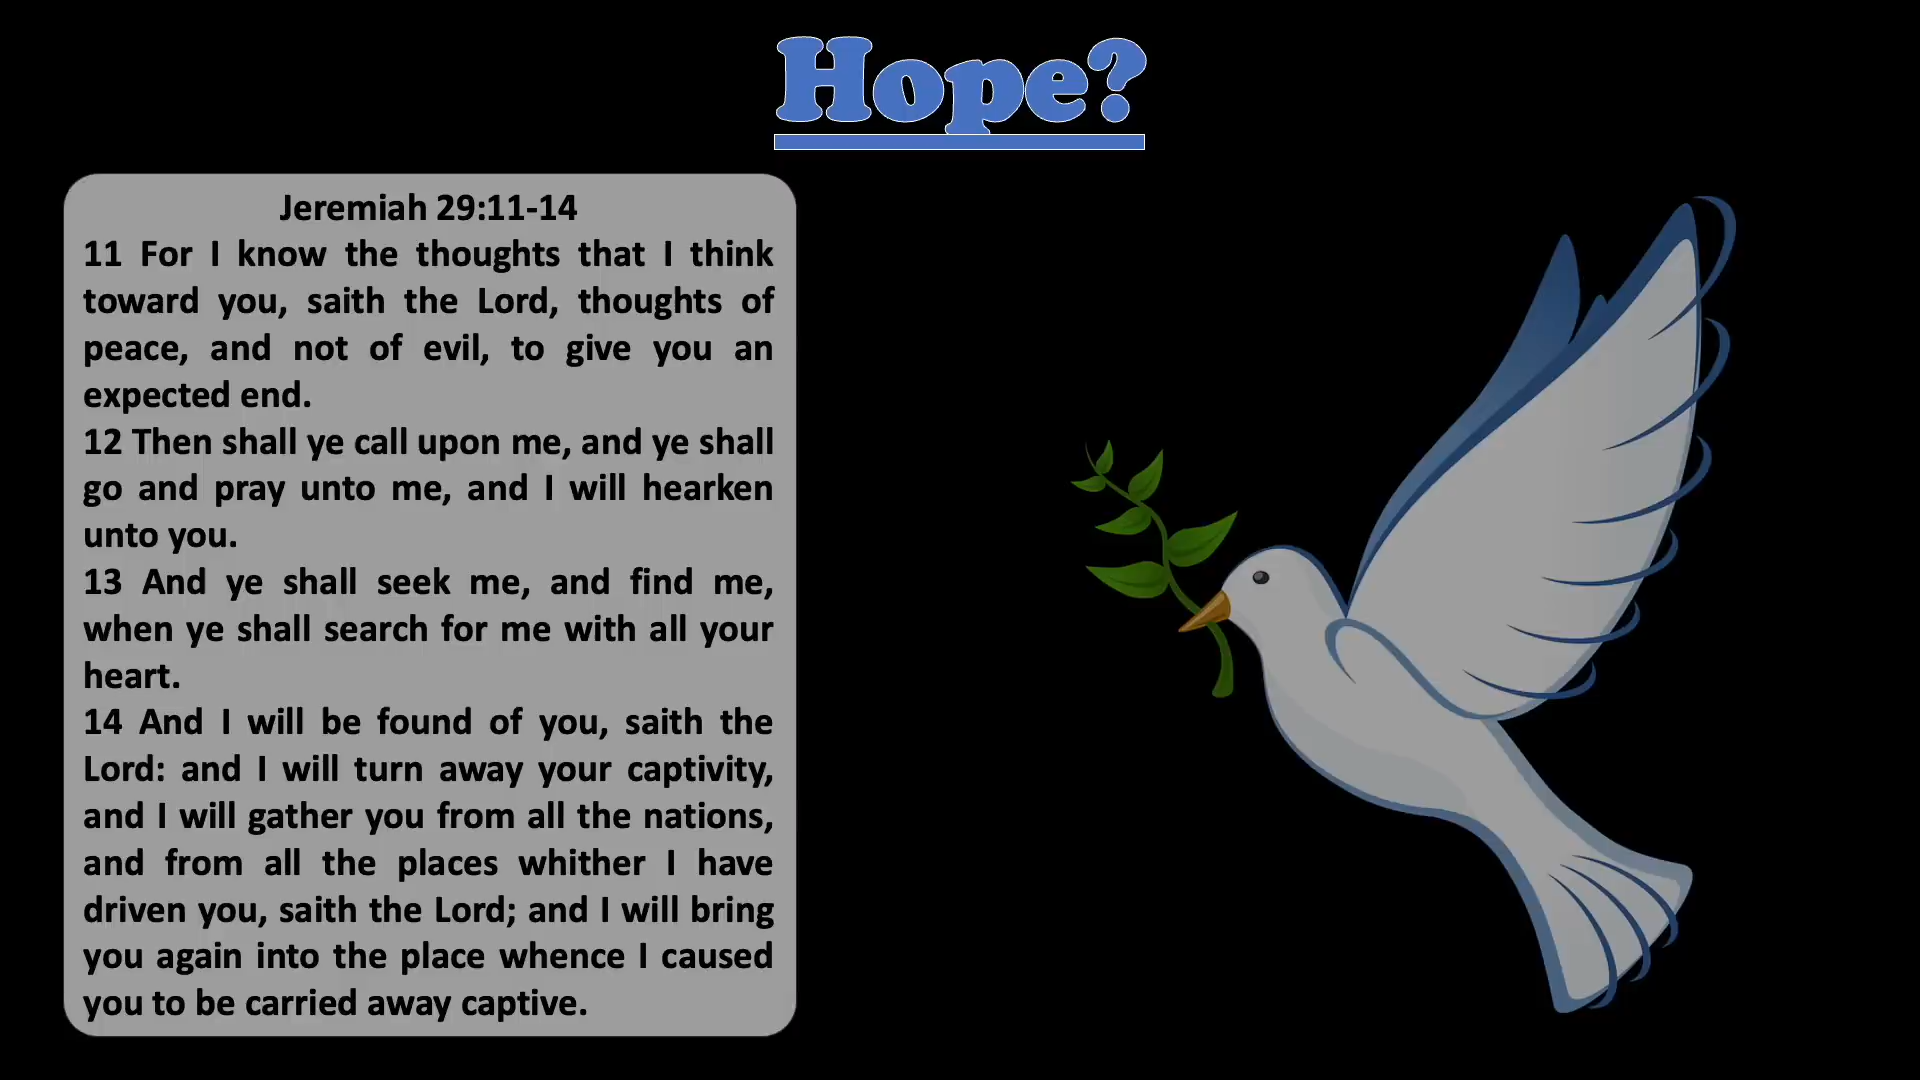 Hope?
Jeremiah 29:11-14
11 For I know the thoughts that I think
toward you, saith the Lord, thoughts of
peace, and not of evil, to give you an
expected end.
12 Then shall ye call upon me, and ye shall
go and pray unto me, and I will hearken
unto you.
13 And ye shall seek me, and find me,
when ye shall search for me with all your
heart.
14 And I will be found of you, saith the
Lord: and I will turn away your captivity,
and I will gather you from all the nations,
and from all the places whither I have
driven you, saith the Lord; and I will bring
you again into the place whence I caused
you to be carried away captive.